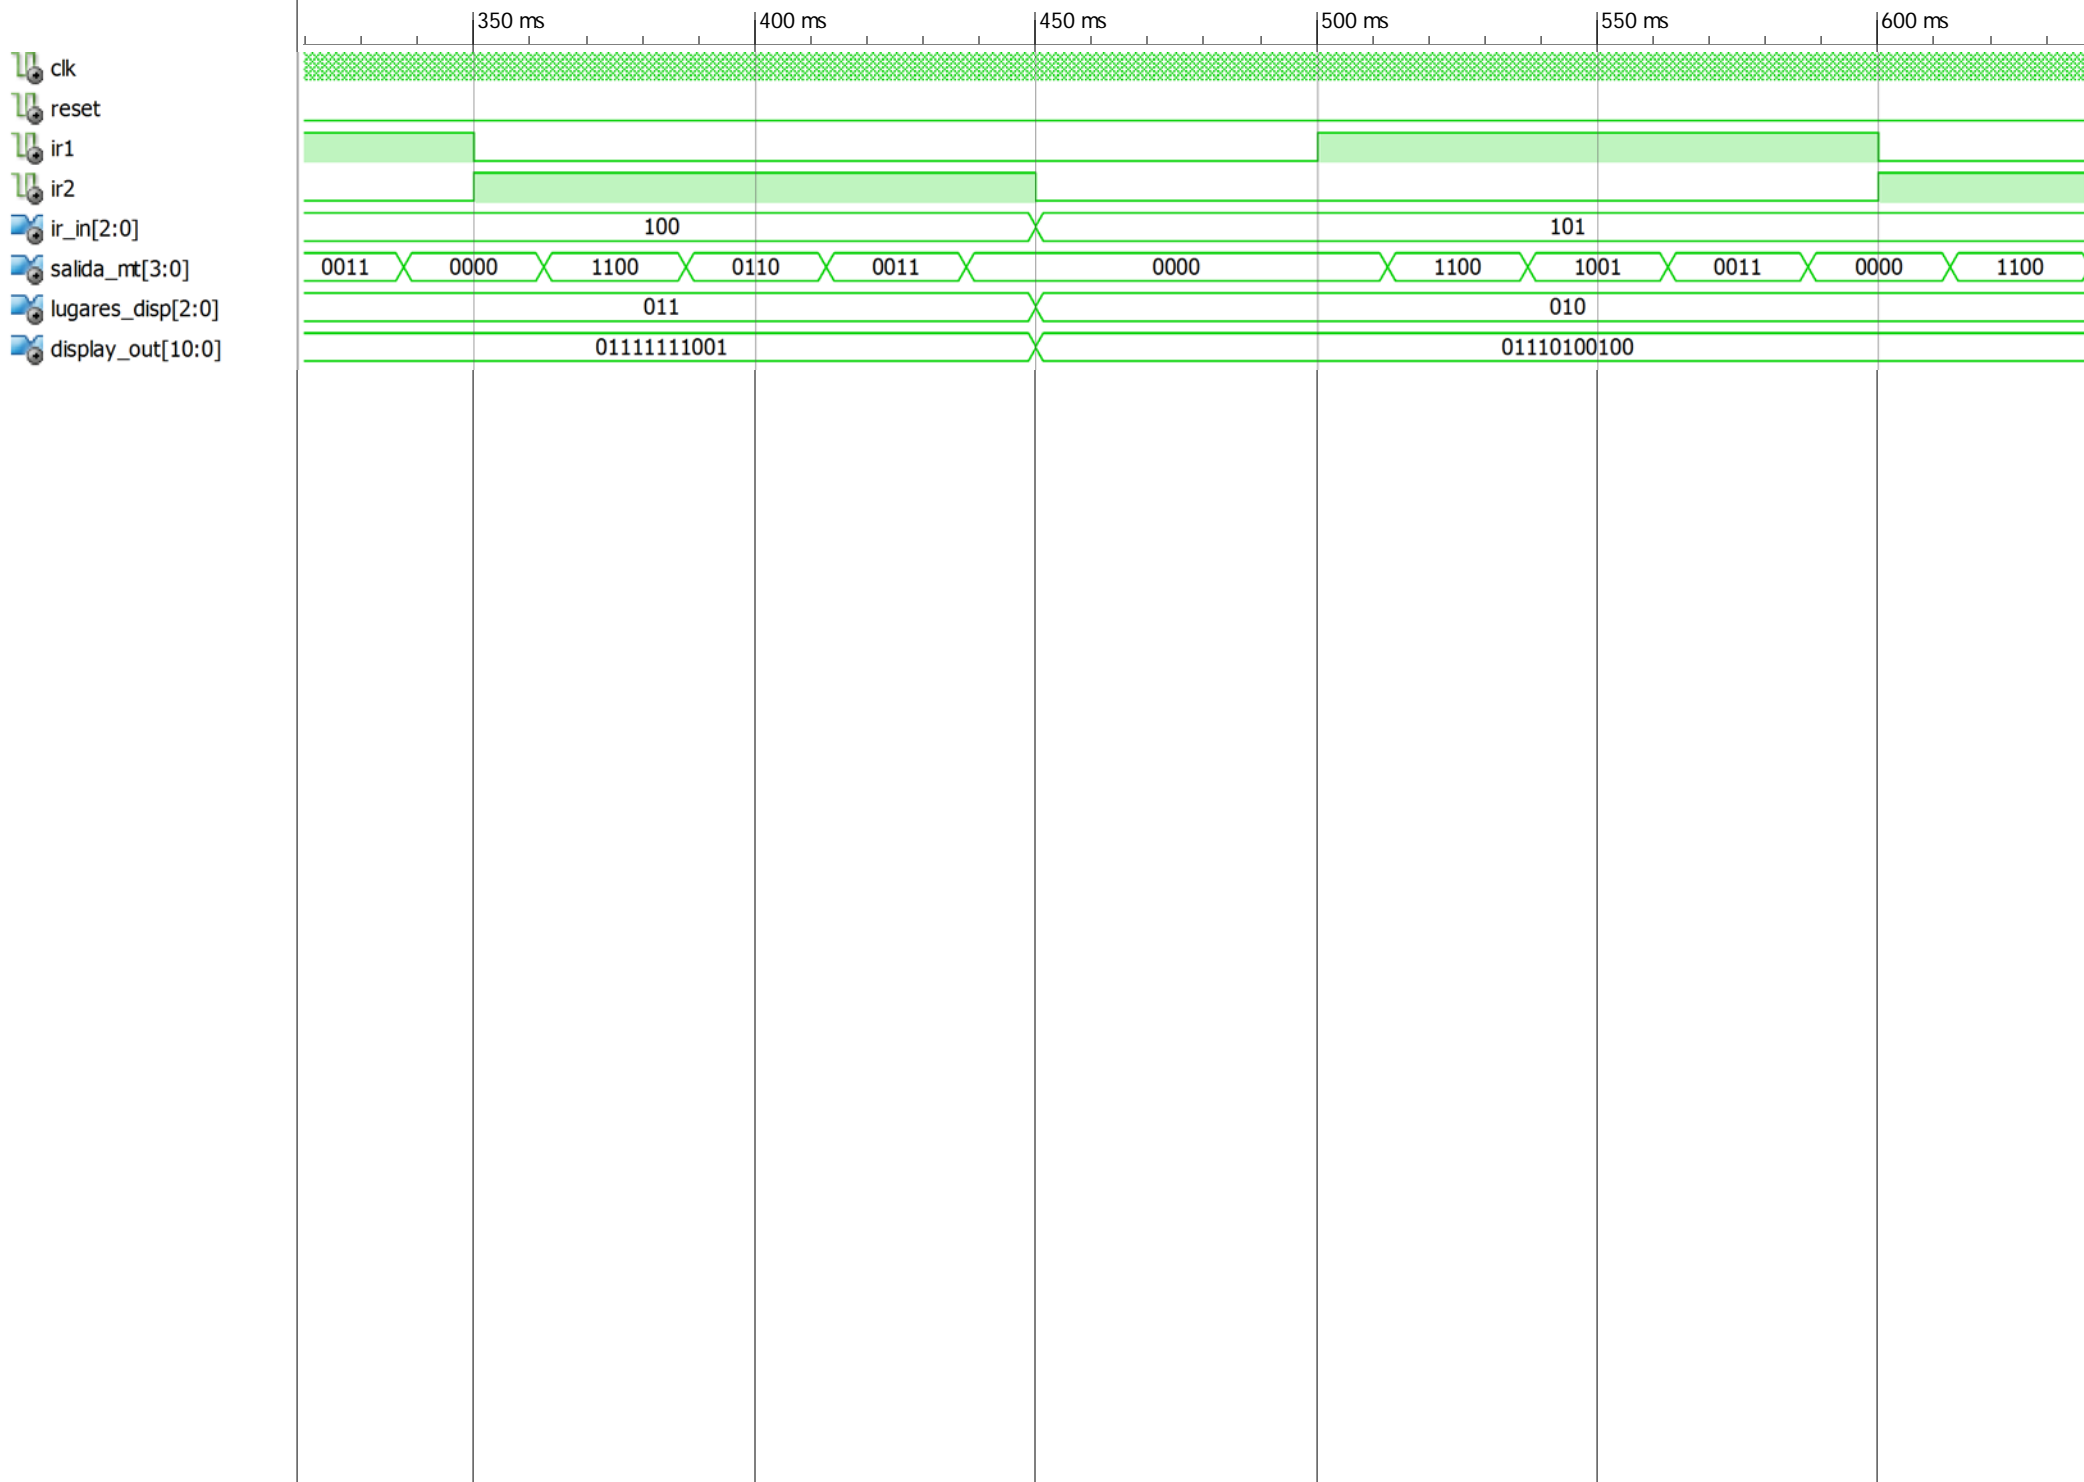 350 ms 400 ms 450 ms 500 ms 550 ms 600 ms
clk
reset
ir1
ir2
ir_in[2:0] 100 101
salida_mt[3:0] 0011 0000 1100 0110 0011 0000 1100 1001 0011 0000 1100
lugares_disp[2:0] 011 010
display_out[10:0] 01111111001 01110100100